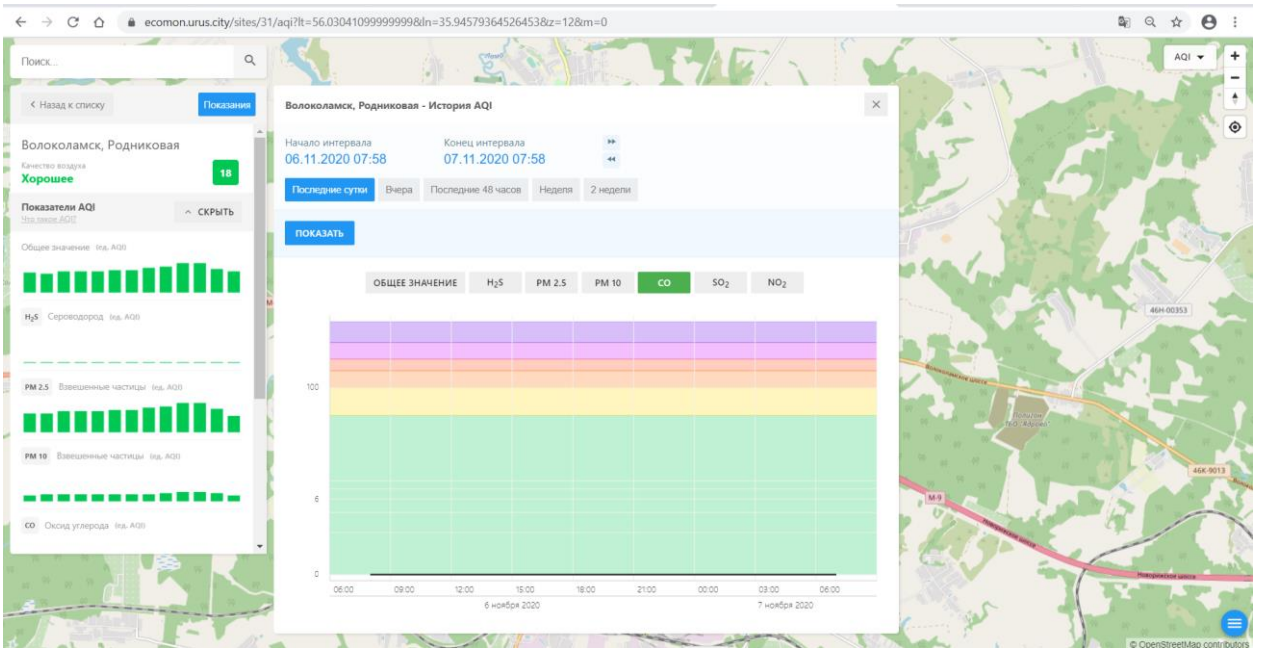 ecomon.urus.city/sites/31/aqi?lt=56.03041099999999&ln=35.94579364526453&z=12&m=0
Поиск...
AQI
+
−
< Назад к списку
Показания
Волоколамск, Родниковая
Качество воздуха
Хорошее
18
Показатели AQI
Что такое AQI?
СКРЫТЬ
Общее значение (ед. AQI)
H₂S Сероводород (ед. AQI)
PM 2.5 Взвешенные частицы (ед. AQI)
PM 10 Взвешенные частицы (ед. AQI)
CO Оксид углерода (ед. AQI)
Волоколамск, Родниковая - История AQI
Начало интервала
06.11.2020 07:58
Конец интервала
07.11.2020 07:58
Последние сутки Вчера Последние 48 часов Неделя 2 недели
ПОКАЗАТЬ
ОБЩЕЕ ЗНАЧЕНИЕ H₂S PM 2.5 PM 10 CO SO₂ NO₂
100
6
0
06:00 09:00 12:00 15:00 18:00 21:00 00:00 03:00 06:00
6 ноября 2020 7 ноября 2020
46Н-00353
Волоколамское шоссе
46К-9013
М-9
Новорижское шоссе
Новорижское шоссе
© OpenStreetMap contributors